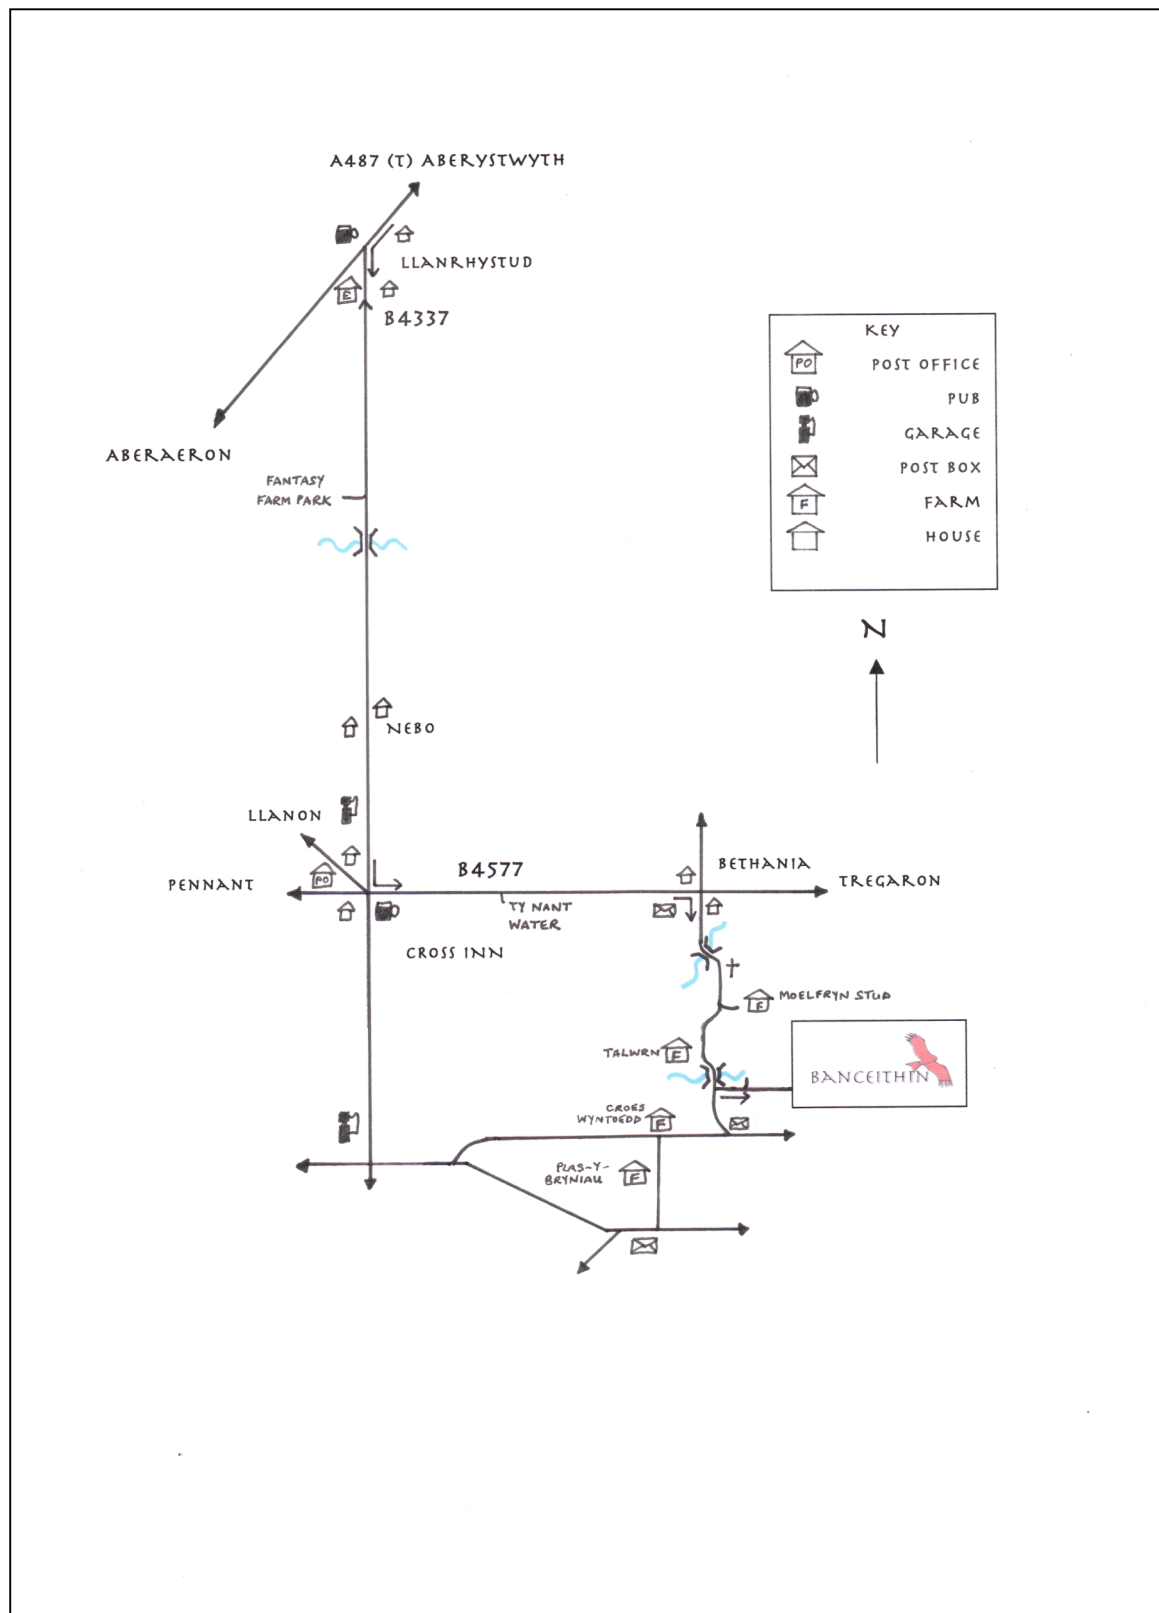 A487 (T) ABERYSTWYTH
LLANRHYSTUD
E
B4337
ABERAERON
FANTASY
FARM PARK
KEY
PO
POST OFFICE
PUB
GARAGE
POST BOX
F
FARM
HOUSE
N
NEBO
LLANON
PO
PENNANT
B4577
BETHANIA
TREGARON
TY NANT
WATER
CROSS INN
F
MOELFRYN STUD
TALWRN
F
BANCEITHIN
CROES
WYNTOEDD
F
PLAS-Y-
BRYNIAU
F